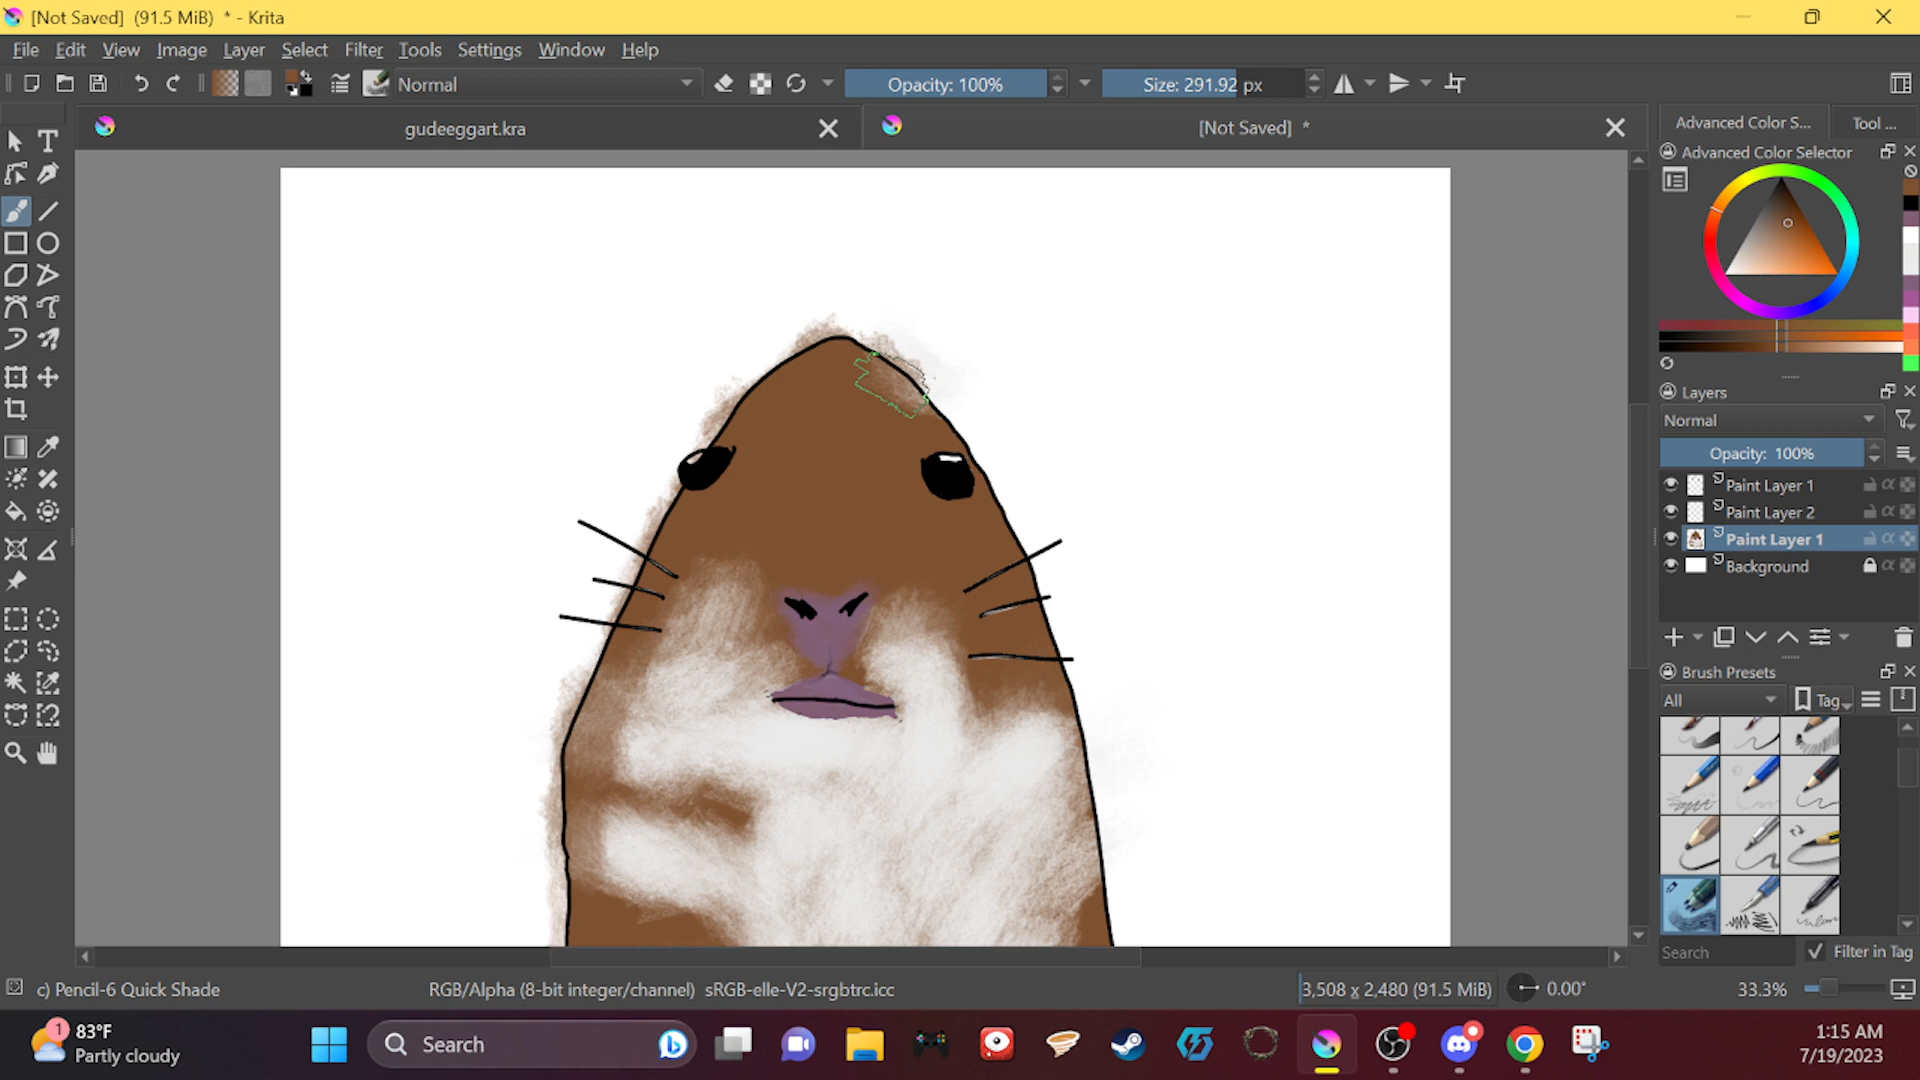 [Not Saved]  (91.5 MiB)  * - Krita
File Edit View Image Layer Select Filter Tools Settings Window Help
Normal
Opacity: 100%
Size: 291.92 px
gudeeggart.kra
[Not Saved]  *
Advanced Color S...
Tool ...
Advanced Color Selector
Layers
Normal
Opacity: 100%
Paint Layer 1
Paint Layer 2
Paint Layer 1
Background
Brush Presets
All
Tag
Search
Filter in Tag
c) Pencil-6 Quick Shade
RGB/Alpha (8-bit integer/channel)  sRGB-elle-V2-srgbtrc.icc
3,508 x 2,480 (91.5 MiB)
0.00°
33.3%
1
83°F
Partly cloudy
Search
1:15 AM
7/19/2023